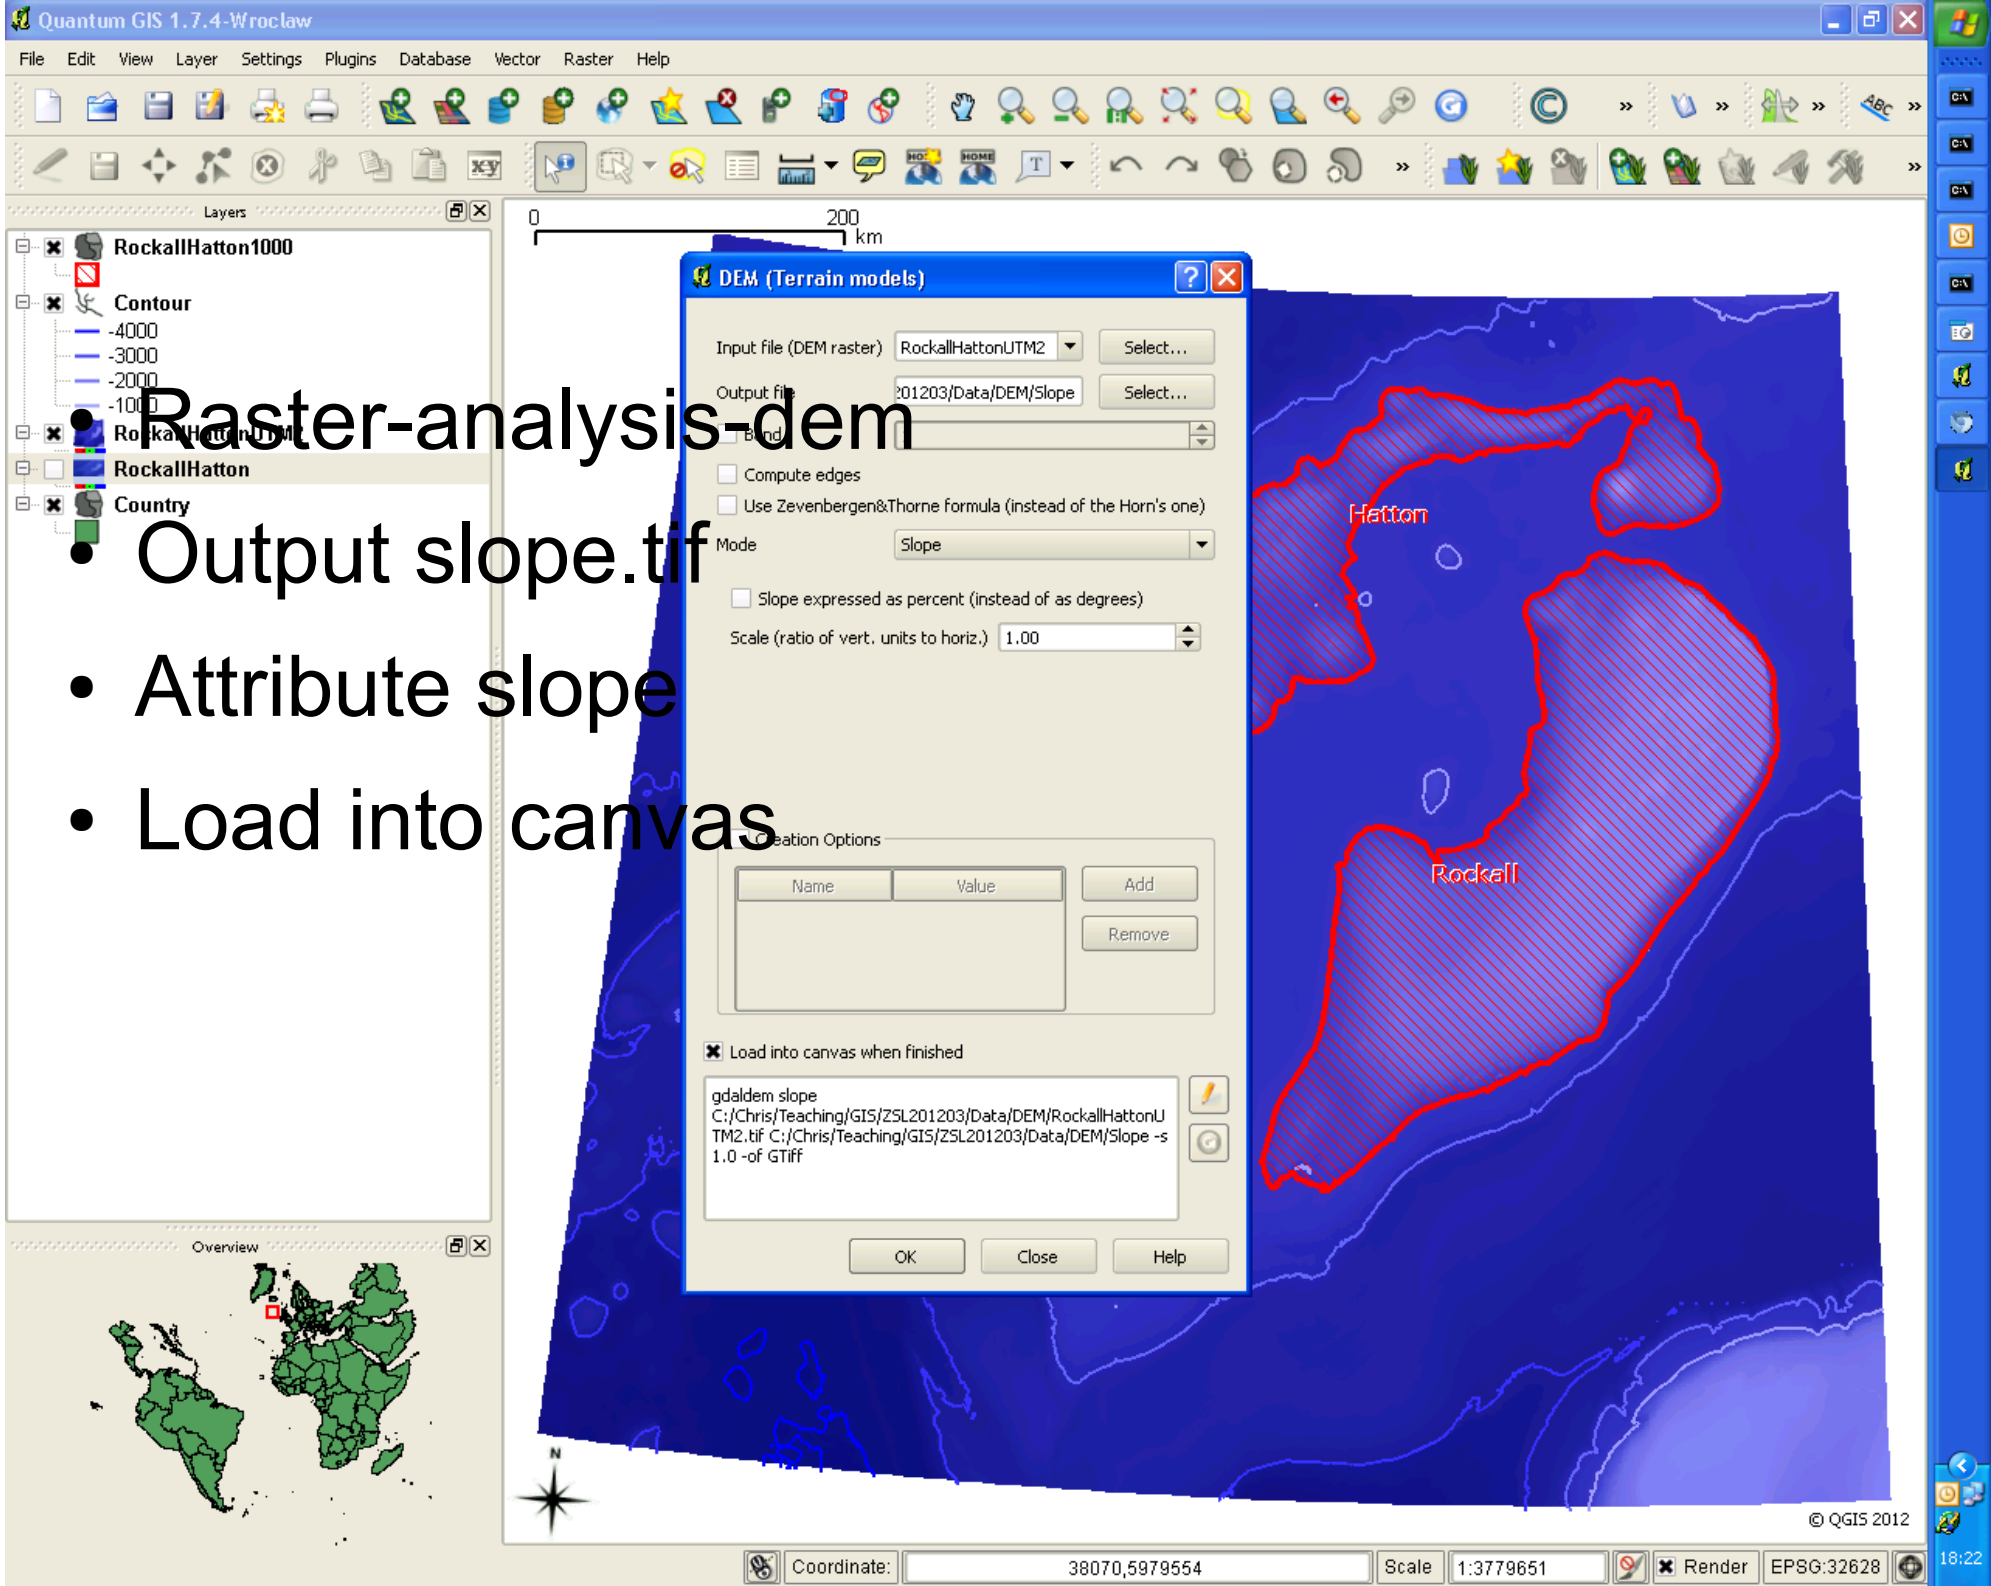 Quantum GIS 1.7.4-Wroclaw
File Edit View Layer Settings Plugins Database Vector Raster Help
Layers
RockallHatton1000
Contour
-4000
-3000
-2000
-1000
RockallHattonUTM2
RockallHatton
Country
• Raster-analysis-dem
• Output slope.tif
• Attribute slope
• Load into canvas
0 200
km
DEM (Terrain models)
Input file (DEM raster) RockallHattonUTM2 Select...
Output file 201203/Data/DEM/Slope Select...
Band
Compute edges
Use Zevenbergen&Thorne formula (instead of the Horn's one)
Mode Slope
Slope expressed as percent (instead of as degrees)
Scale (ratio of vert. units to horiz.) 1.00
Creation Options
Name Value Add
Remove
Load into canvas when finished
gdaldem slope
C:/Chris/Teaching/GIS/ZSL201203/Data/DEM/RockallHattonU
TM2.tif C:/Chris/Teaching/GIS/ZSL201203/Data/DEM/Slope -s
1.0 -of GTiff
OK Close Help
Hatton
Rockall
Overview
N
© QGIS 2012
Coordinate: 38070,5979554 Scale 1:3779651 Render EPSG:32628
18:22